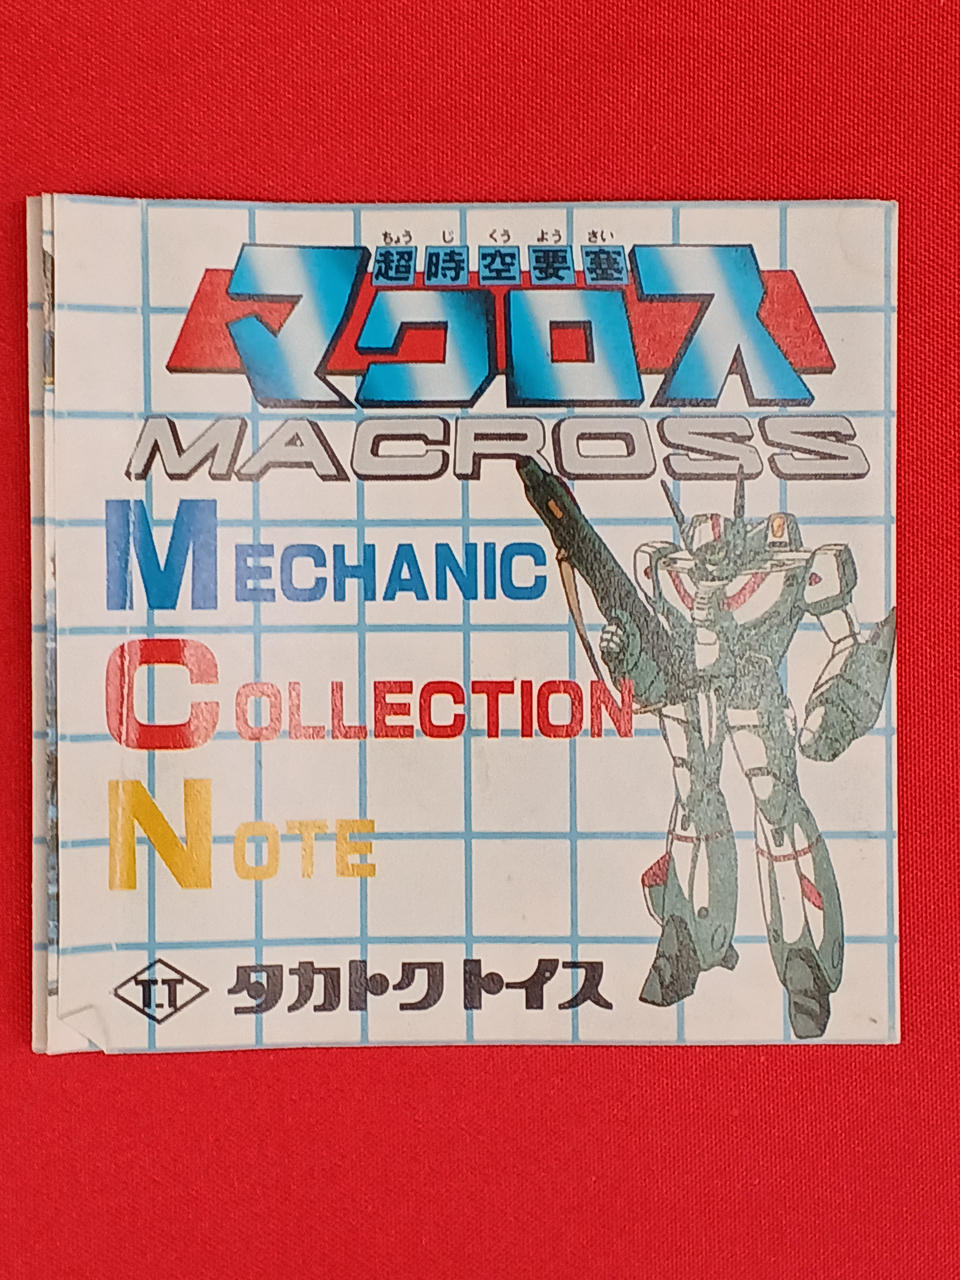 ちょう じ くう よう さい
超時空要塞
マクロス
MACROSS
MECHANIC
COLLECTION
NOTE
T.T タカトクトイス